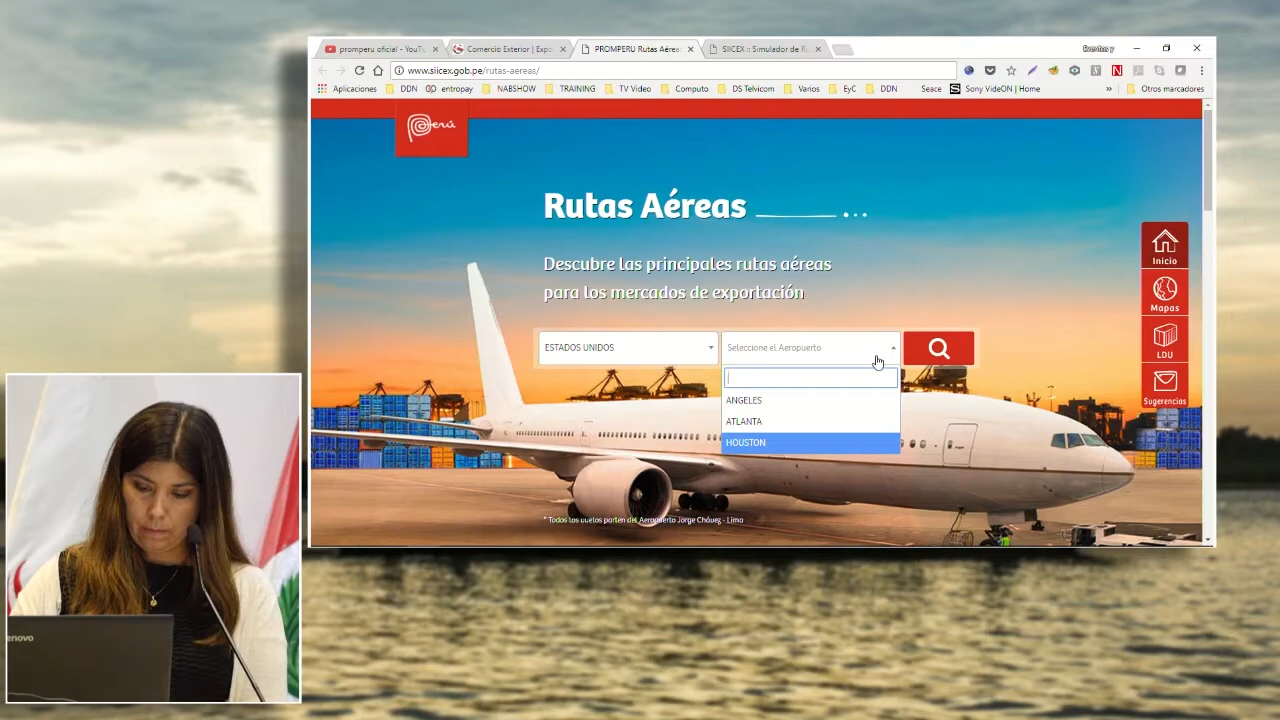 promperu oficial - YouTu
Comercio Exterior | Expo
PROMPERU Rutas Aérea
SIICEX :: Simulador de Ru
Eventos y
www.siicex.gob.pe/rutas-aereas/
Aplicaciones
DDN
entropay
NABSHOW
TRAINING
TV Video
Computo
DS Telvicom
Varios
EyC
DDN
Seace
Sony VideON | Home
»
Otros marcadores
Perú
Rutas Aéreas
Descubre las principales rutas aéreas
para los mercados de exportación
ESTADOS UNIDOS
Seleccione el Aeropuerto
ANGELES
ATLANTA
HOUSTON
* Todos los vuelos parten del Aeropuerto Jorge Chávez - Lima
Inicio
Mapas
LDU
Sugerencias
enovo